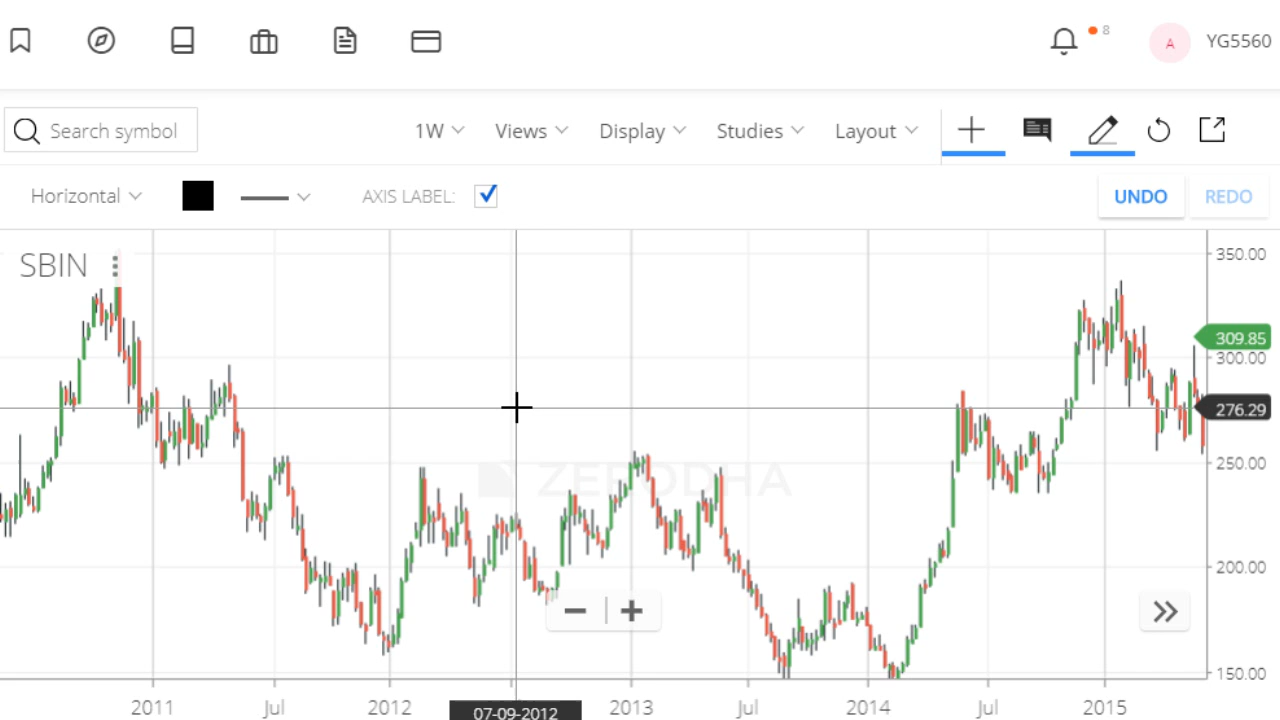 8
A
YG5560
Search symbol
1W
Views
Display
Studies
Layout
Horizontal
AXIS LABEL:
UNDO
REDO
SBIN
ZERODHA
350.00
309.85
300.00
276.29
250.00
200.00
150.00
2011
Jul
2012
07-09-2012
2013
Jul
2014
Jul
2015